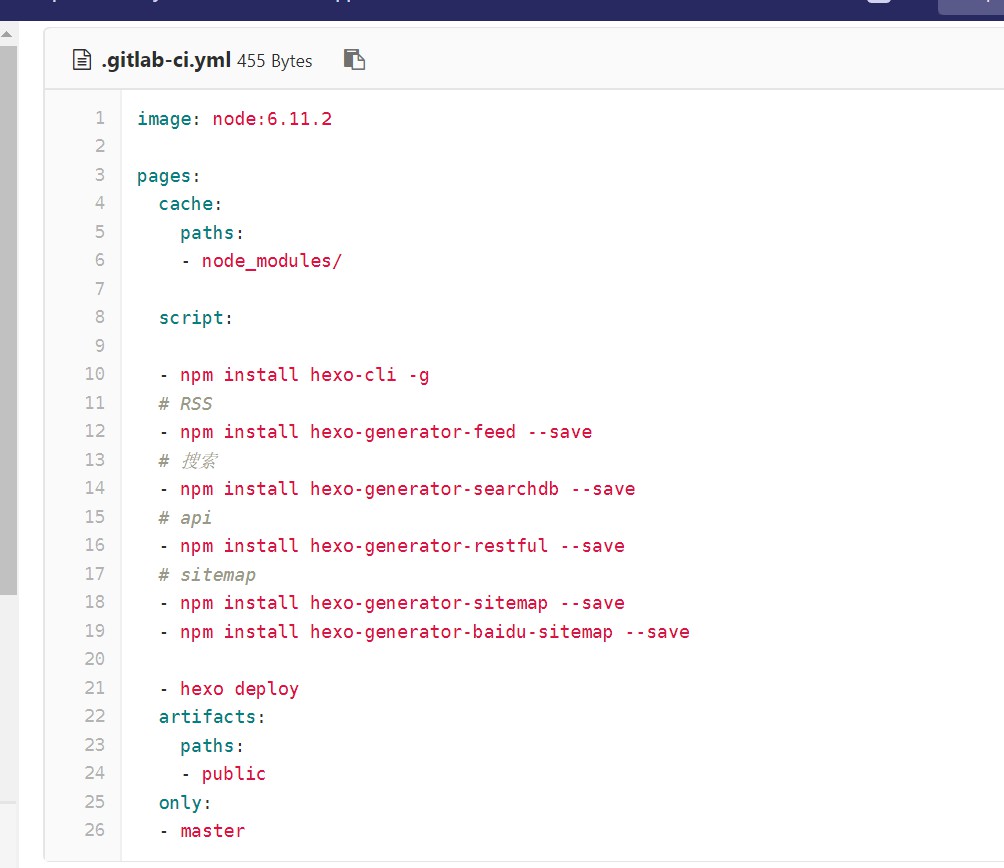 .gitlab-ci.yml 455 Bytes
1 image: node:6.11.2
2
3 pages:
4   cache:
5     paths:
6     - node_modules/
7
8   script:
9
10   - npm install hexo-cli -g
11   # RSS
12   - npm install hexo-generator-feed --save
13   # 搜索
14   - npm install hexo-generator-searchdb --save
15   # api
16   - npm install hexo-generator-restful --save
17   # sitemap
18   - npm install hexo-generator-sitemap --save
19   - npm install hexo-generator-baidu-sitemap --save
20
21   - hexo deploy
22   artifacts:
23     paths:
24     - public
25   only:
26   - master